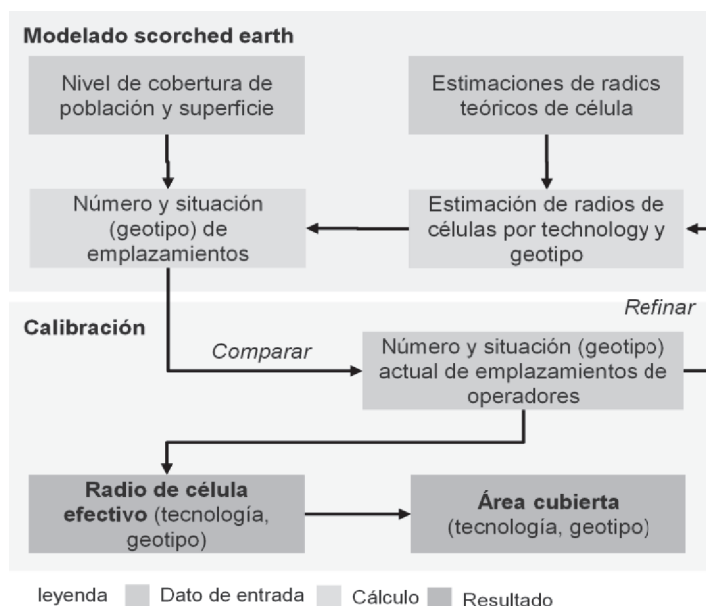 Modelado scorched earth
Nivel de cobertura de
población y superficie
Estimaciones de radios
teóricos de célula
Número y situación
(geotipo) de
emplazamientos
Estimación de radios de
células por technology y
geotipo
Refinar
Calibración
Comparar
Número y situación (geotipo)
actual de emplazamientos de
operadores
Radio de célula
efectivo (tecnología,
geotipo)
Área cubierta
(tecnología, geotipo)
leyenda Dato de entrada Cálculo Resultado